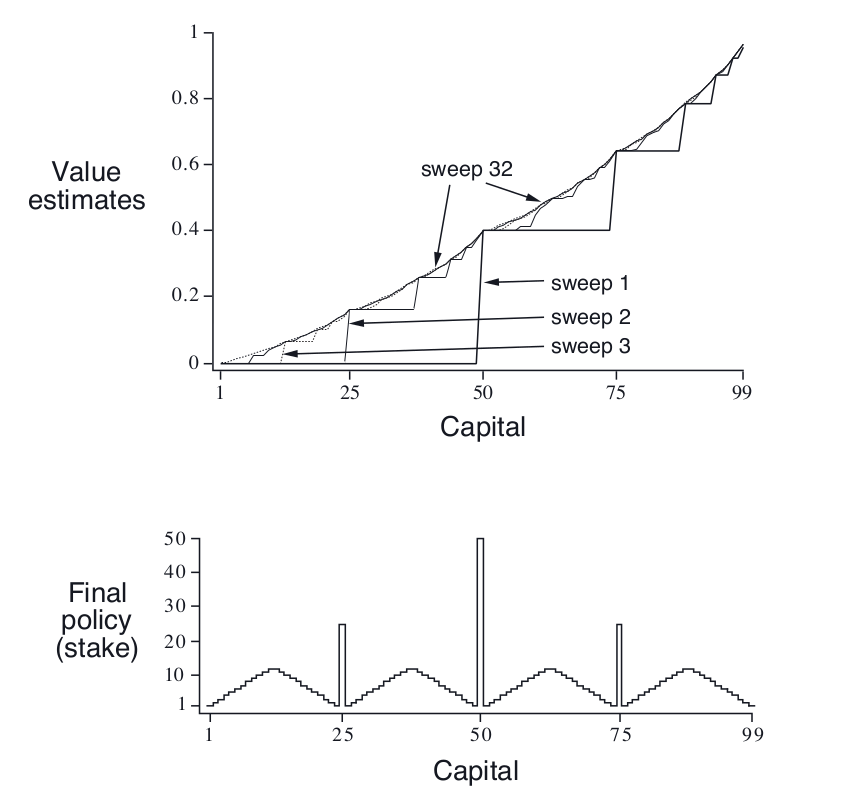 1
0.8
Value
estimates
0.6
sweep 32
0.4
sweep 1
0.2
sweep 2
sweep 3
0
1 25 50 75 99
Capital
50
40
Final
policy
(stake)
30
20
10
1
1 25 50 75 99
Capital